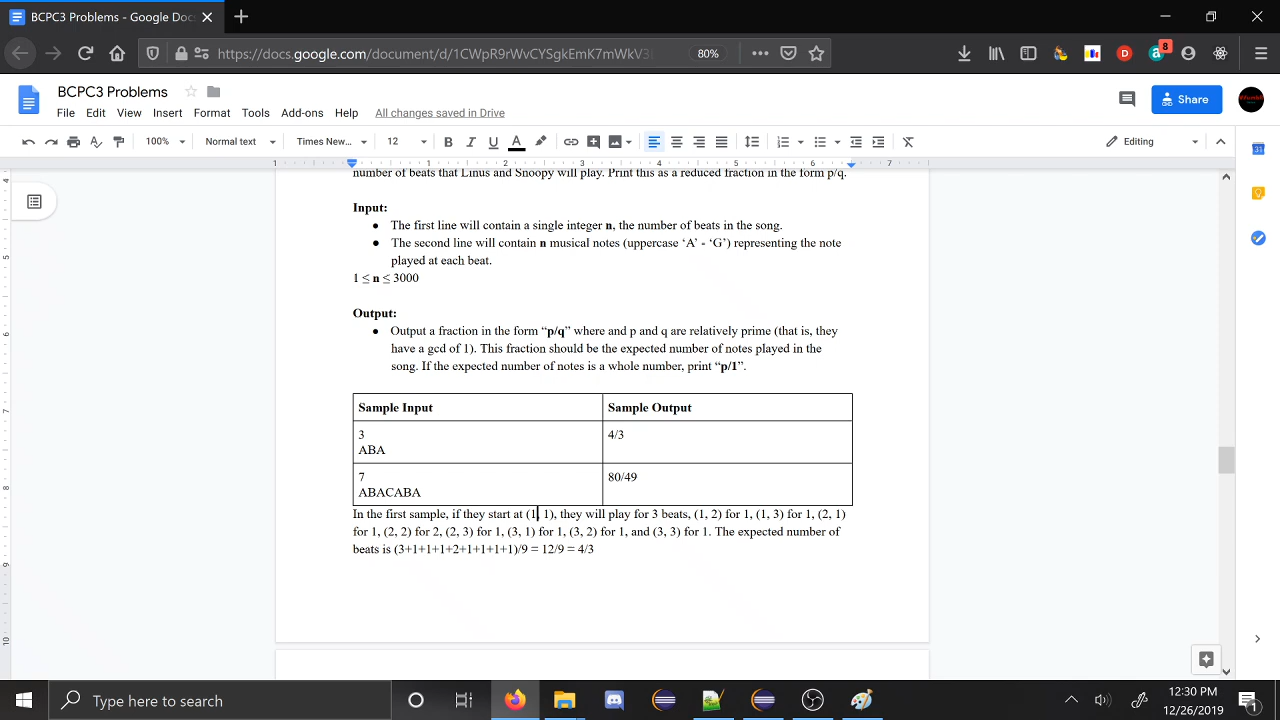 BCPC3 Problems - Google Doc
https://docs.google.com/document/d/1QWpR9rWvCYSgkEmK7mWkV3
80%
8
BCPC3 Problems
File Edit View Insert Format Tools Add-ons Help All changes saved in Drive
Share
100% Normal text Times New... 12 Editing
1 1 2 3 4 5 6 7
number of beats that Linus and Snoopy will play. Print this as a reduced fraction in the form p/q.
Input:
● The first line will contain a single integer n, the number of beats in the song.
● The second line will contain n musical notes (uppercase ‘A’ - ‘G’) representing the note
played at each beat.
1 ≤ n ≤ 3000
Output:
● Output a fraction in the form “p/q” where and p and q are relatively prime (that is, they
have a gcd of 1). This fraction should be the expected number of notes played in the
song. If the expected number of notes is a whole number, print “p/1”.
Sample Input Sample Output
3 4/3
ABA
7 80/49
ABACABA
In the first sample, if they start at (1, 1), they will play for 3 beats, (1, 2) for 1, (1, 3) for 1, (2, 1)
for 1, (2, 2) for 2, (2, 3) for 1, (3, 1) for 1, (3, 2) for 1, and (3, 3) for 1. The expected number of
beats is (3+1+1+1+2+1+1+1+1)/9 = 12/9 = 4/3
Type here to search
12:30 PM
12/26/2019